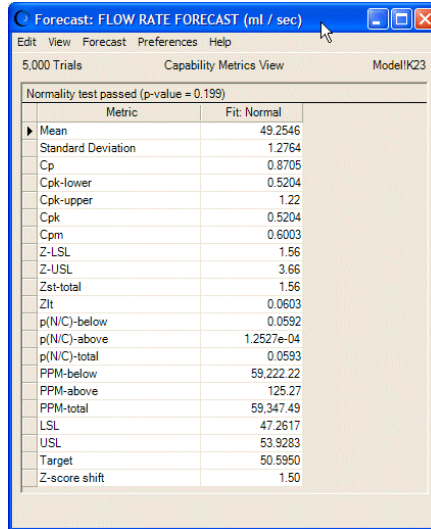 Forecast: FLOW RATE FORECAST (ml / sec)
Edit View Forecast Preferences Help
5,000 Trials Capability Metrics View Model!K23
Normality test passed (p-value = 0.199)
Metric Fit: Normal
Mean 49.2546
Standard Deviation 1.2764
Cp 0.8705
Cpk-lower 0.5204
Cpk-upper 1.22
Cpk 0.5204
Cpm 0.6003
Z-LSL 1.56
Z-USL 3.66
Zst-total 1.56
Zlt 0.0603
p(N/C)-below 0.0592
p(N/C)-above 1.2527e-04
p(N/C)-total 0.0593
PPM-below 59,222.22
PPM-above 125.27
PPM-total 59,347.49
LSL 47.2617
USL 53.9283
Target 50.5950
Z-score shift 1.50